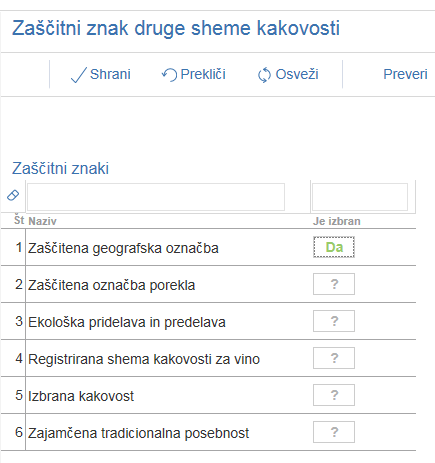 Zaščitni znak druge sheme kakovosti
Shrani Prekliči Osveži Preveri
Zaščitni znaki
Št Naziv Je izbran
1 Zaščitena geografska označba Da
2 Zaščitena označba porekla ?
3 Ekološka pridelava in predelava ?
4 Registrirana shema kakovosti za vino ?
5 Izbrana kakovost ?
6 Zajamčena tradicionalna posebnost ?